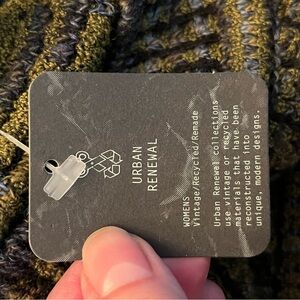 URBAN
RENEWAL
WOMENS
Vintage/Recycled/Remade
Urban Renewal collections
use vintage or recycled
materials that have been
reconstructed into
unique, modern designs.